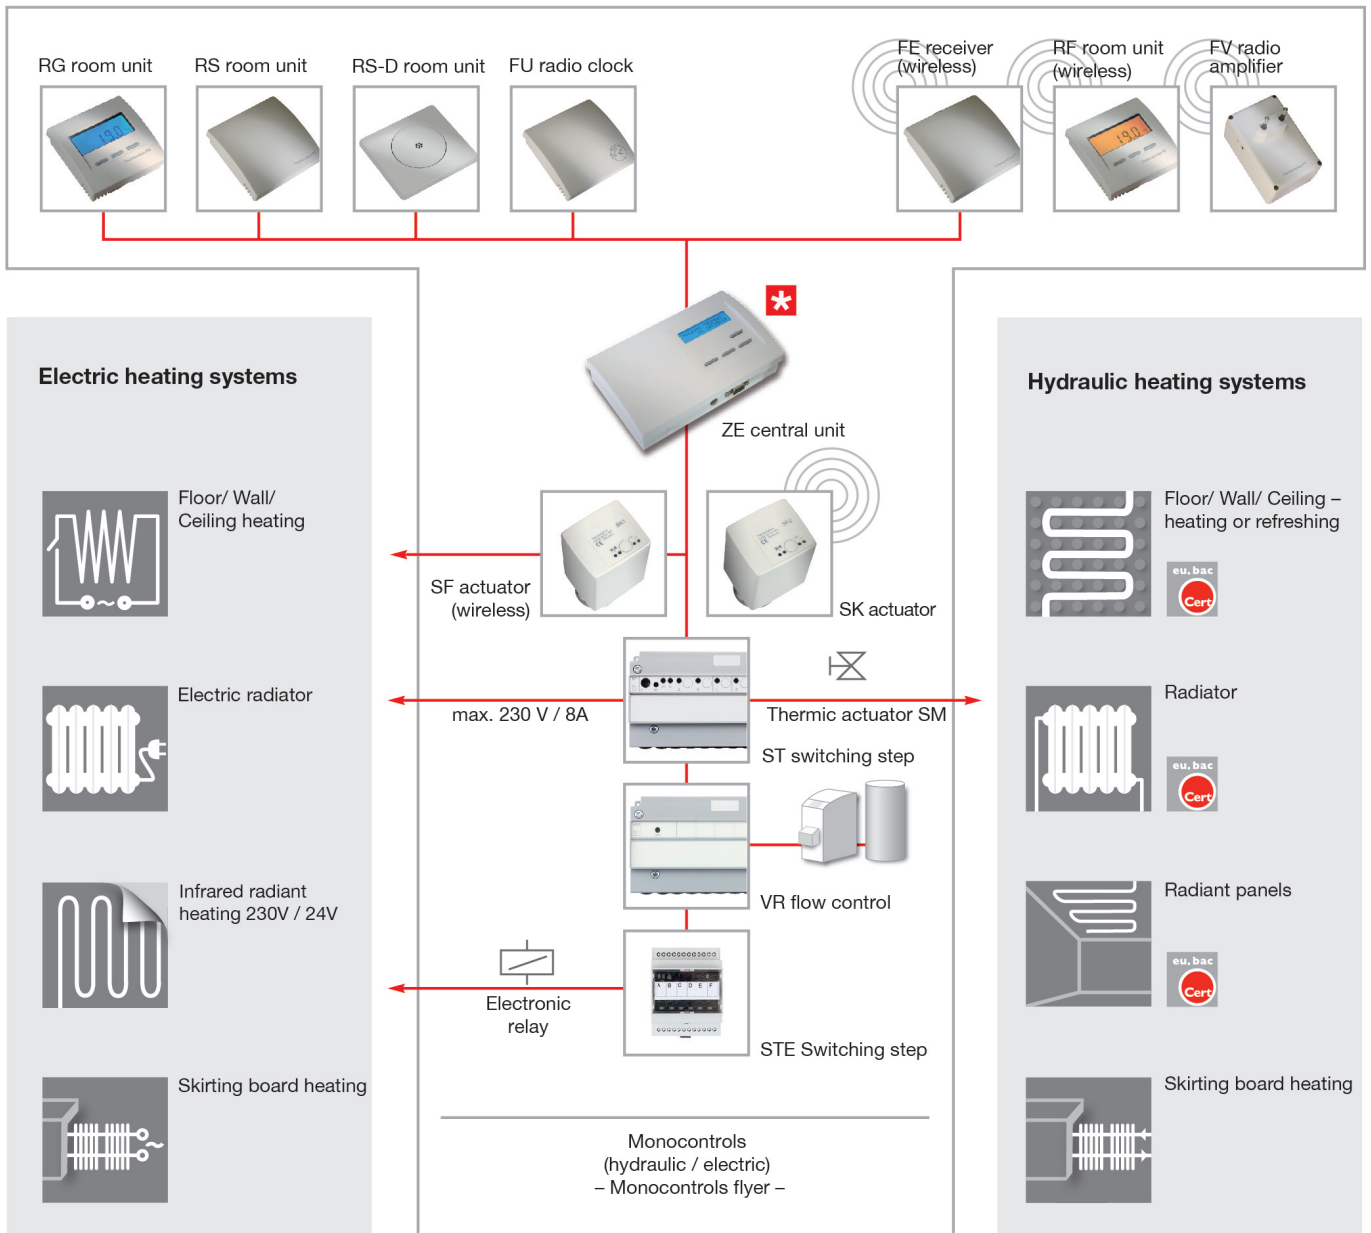 RG room unit
RS room unit
RS-D room unit
FU radio clock
FE receiver
(wireless)
RF room unit
(wireless)
FV radio
amplifier
19.0
19.0
*
ZE central unit
Electric heating systems
Floor/ Wall/
Ceiling heating
Electric radiator
Infrared radiant
heating 230V / 24V
Skirting board heating
SF actuator
(wireless)
SK actuator
max. 230 V / 8A
Thermic actuator SM
ST switching step
VR flow control
Electronic
relay
A B C D E F
STE Switching step
Monocontrols
(hydraulic / electric)
– Monocontrols flyer –
Hydraulic heating systems
Floor/ Wall/ Ceiling –
heating or refreshing
eu.bac
Cert
Radiator
eu.bac
Cert
Radiant panels
eu.bac
Cert
Skirting board heating